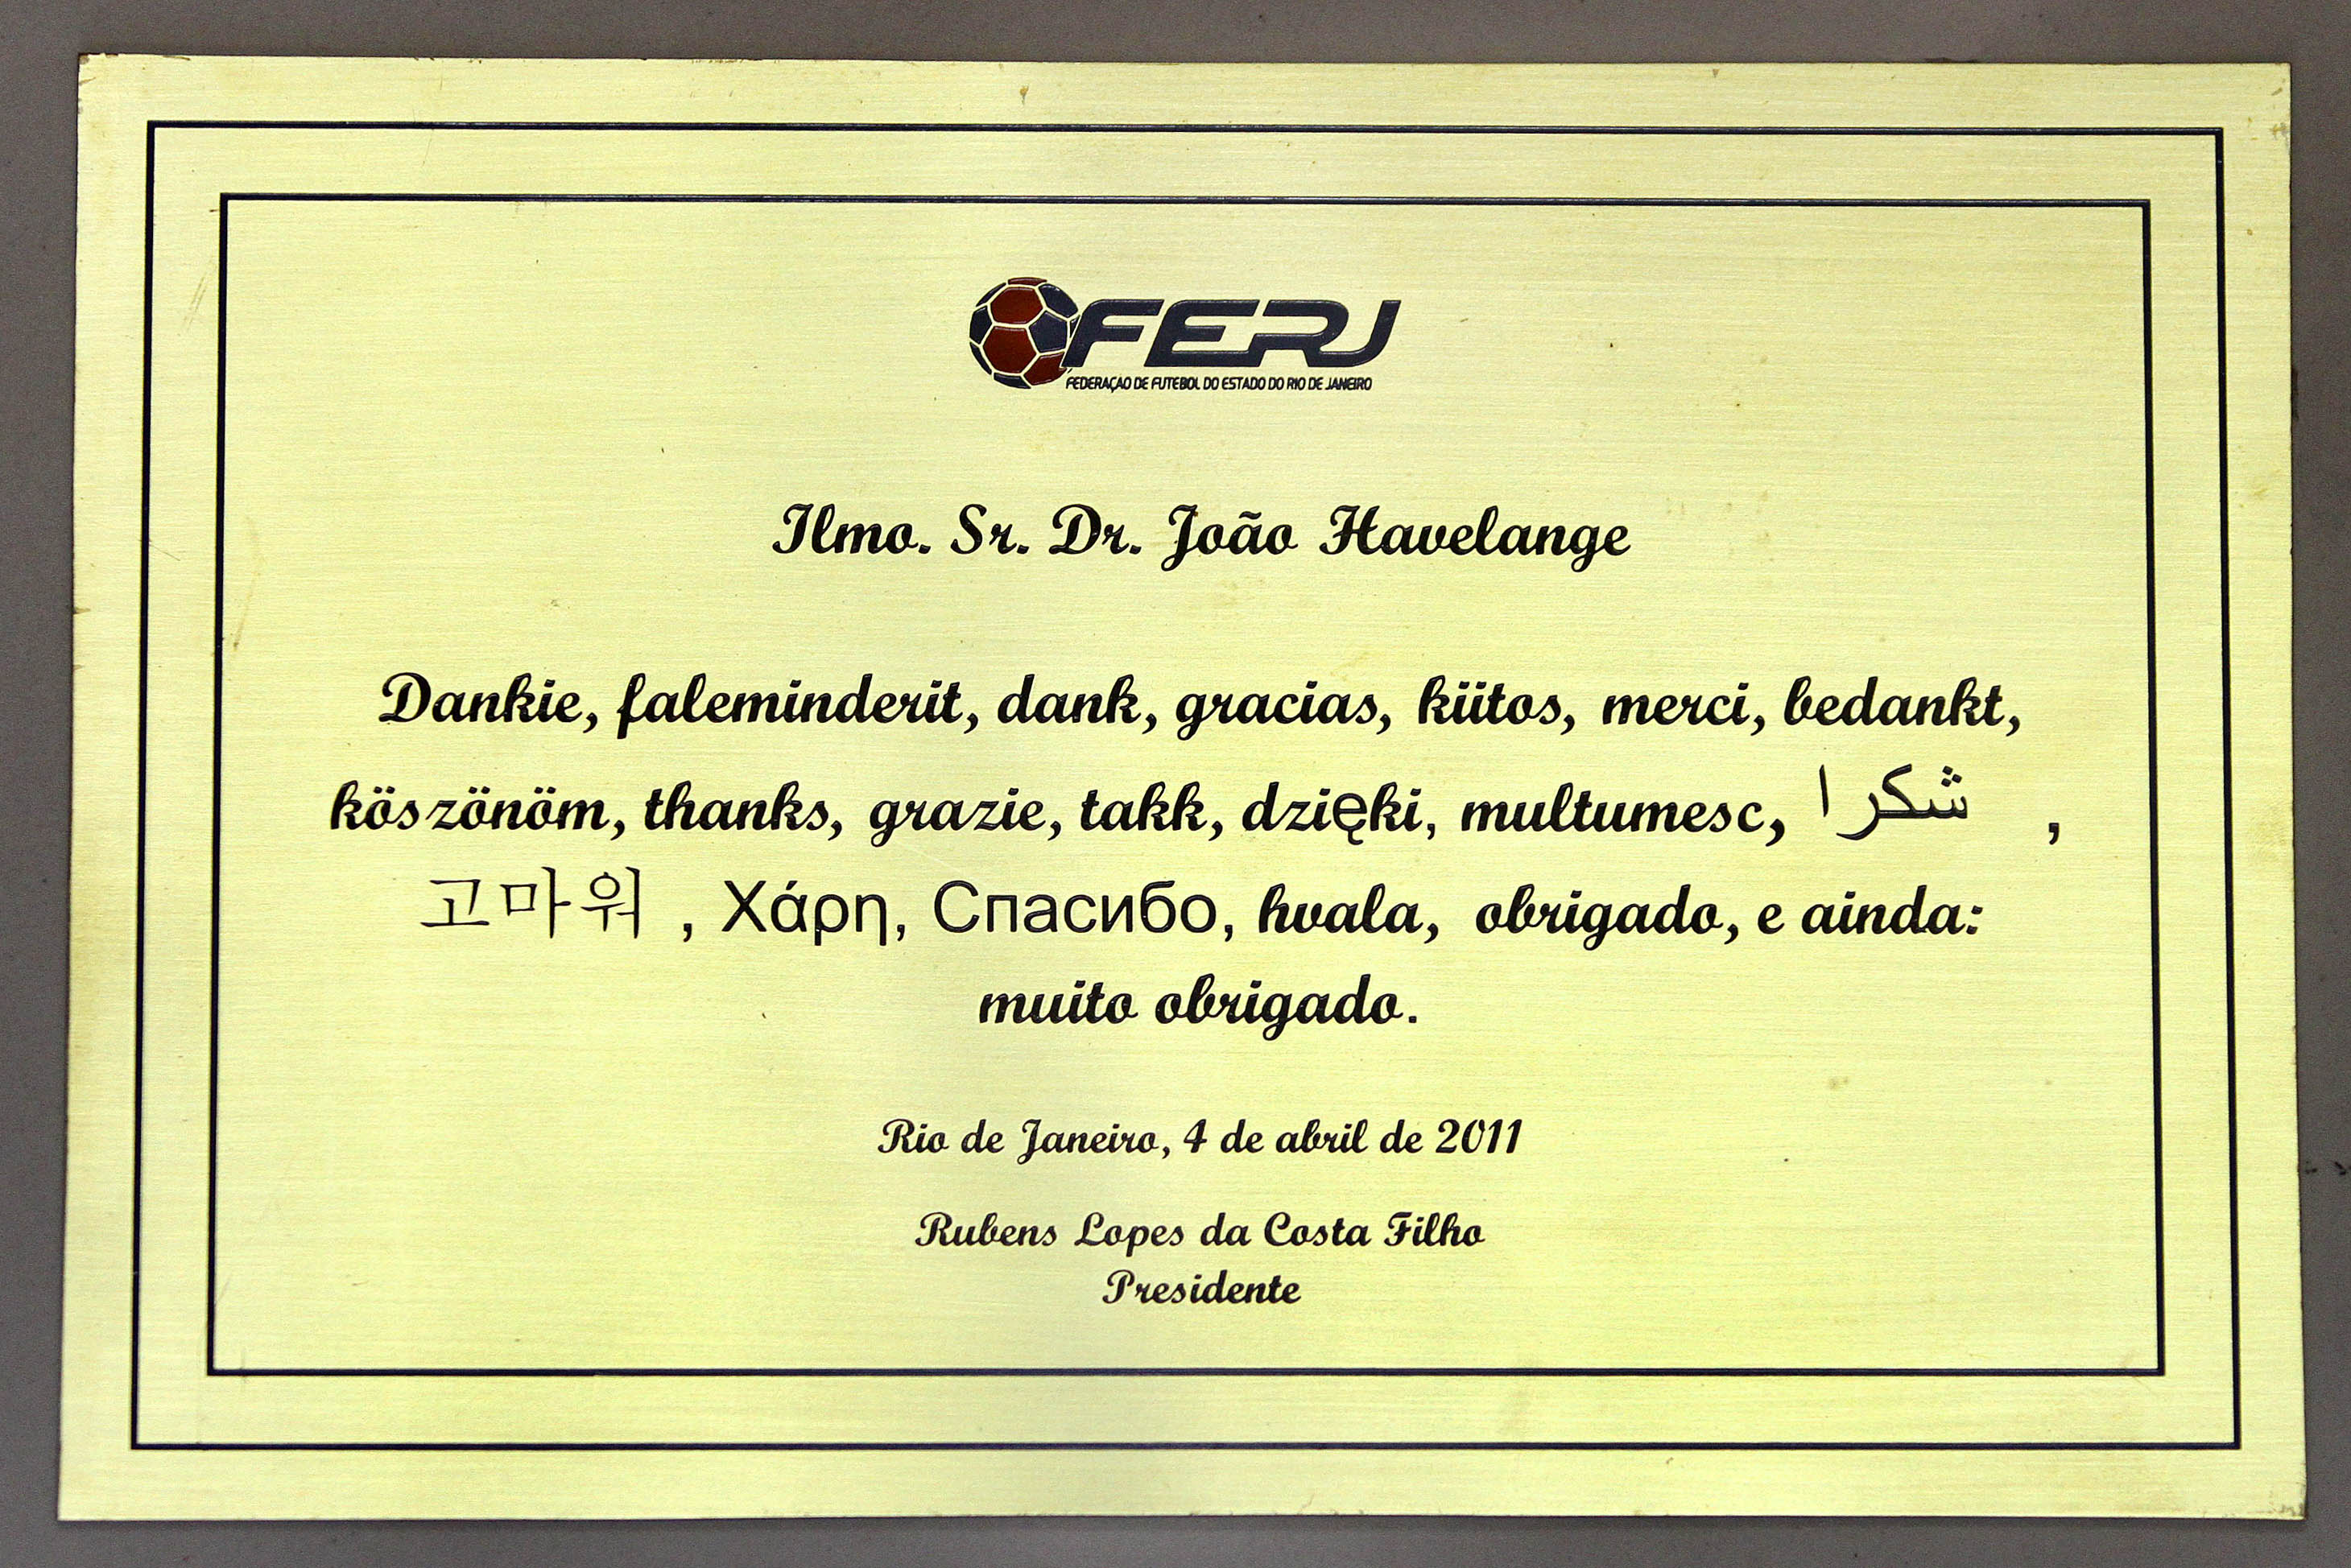 FERJ
FEDERAÇÃO DE FUTEBOL DO ESTADO DO RIO DE JANEIRO
Ilmo. Sr. Dr. João Havelange
Dankie, faleminderit, dank, gracias, kiitos, merci, bedankt,
köszönöm, thanks, grazie, takk, dzięki, multumesc, شكرا ,
고마워 , Χάρη, Спасибо, hvala, obrigado, e ainda:
muito obrigado.
Rio de Janeiro, 4 de abril de 2011
Rubens Lopes da Costa Filho
Presidente